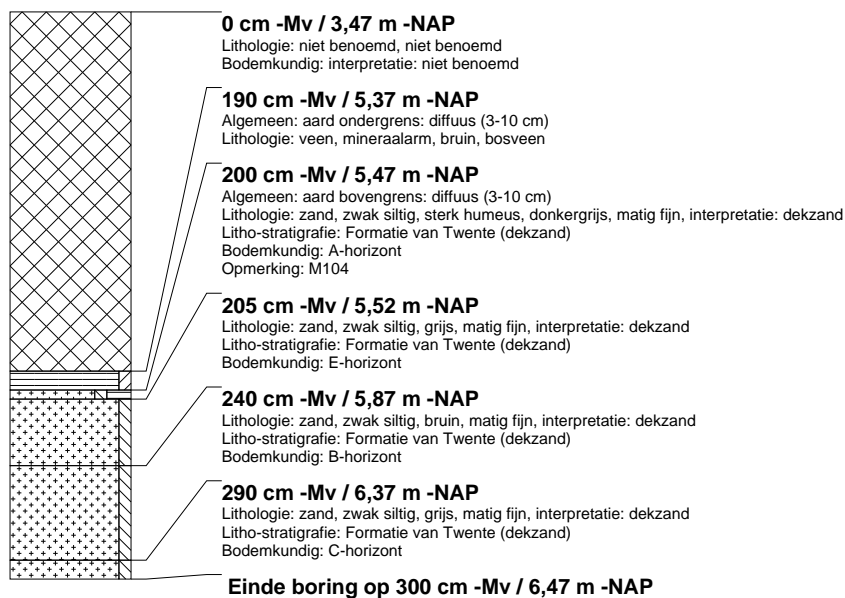 0 cm -Mv / 3,47 m -NAP
Lithologie: niet benoemd, niet benoemd
Bodemkundig: interpretatie: niet benoemd
190 cm -Mv / 5,37 m -NAP
Algemeen: aard ondergrens: diffuus (3-10 cm)
Lithologie: veen, mineraalarm, bruin, bosveen
200 cm -Mv / 5,47 m -NAP
Algemeen: aard bovengrens: diffuus (3-10 cm)
Lithologie: zand, zwak siltig, sterk humeus, donkergrijs, matig fijn, interpretatie: dekzand
Litho-stratigrafie: Formatie van Twente (dekzand)
Bodemkundig: A-horizont
Opmerking: M104
205 cm -Mv / 5,52 m -NAP
Lithologie: zand, zwak siltig, grijs, matig fijn, interpretatie: dekzand
Litho-stratigrafie: Formatie van Twente (dekzand)
Bodemkundig: E-horizont
240 cm -Mv / 5,87 m -NAP
Lithologie: zand, zwak siltig, bruin, matig fijn, interpretatie: dekzand
Litho-stratigrafie: Formatie van Twente (dekzand)
Bodemkundig: B-horizont
290 cm -Mv / 6,37 m -NAP
Lithologie: zand, zwak siltig, grijs, matig fijn, interpretatie: dekzand
Litho-stratigrafie: Formatie van Twente (dekzand)
Bodemkundig: C-horizont
Einde boring op 300 cm -Mv / 6,47 m -NAP